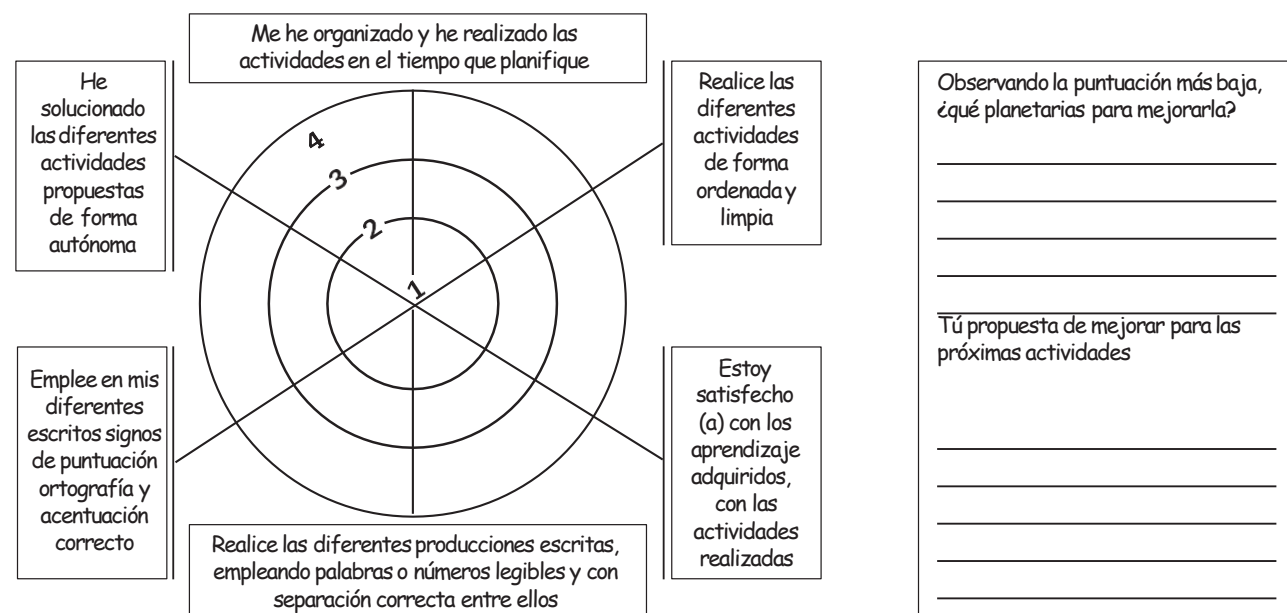 Me he organizado y he realizado las
actividades en el tiempo que planifique
He
solucionado
las diferentes
actividades
propuestas
de forma
autónoma
Realice las
diferentes
actividades
de forma
ordenada y
limpia
4
3
2
1
Emplee en mis
diferentes
escritos signos
de puntuación
ortografía y
acentuación
correcto
Estoy
satisfecho
(a) con los
aprendizaje
adquiridos,
con las
actividades
realizadas
Realice las diferentes producciones escritas,
empleando palabras o números legibles y con
separación correcta entre ellos
Observando la puntuación más baja,
¿qué planetarias para mejorarla?
Tú propuesta de mejorar para las
próximas actividades